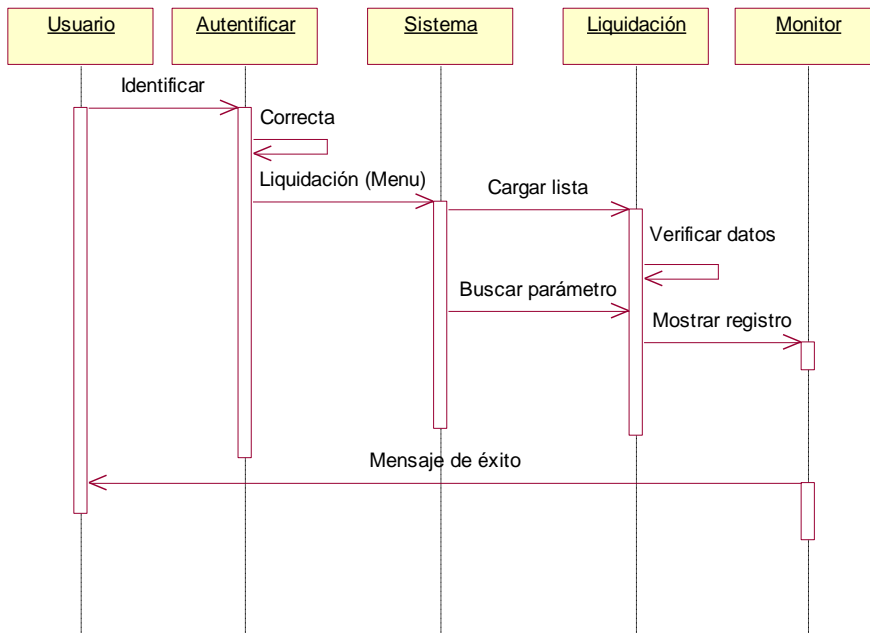 Usuario
Autentificar
Sistema
Liquidación
Monitor
Identificar
Correcta
Liquidación (Menu)
Cargar lista
Verificar datos
Buscar parámetro
Mostrar registro
Mensaje de éxito